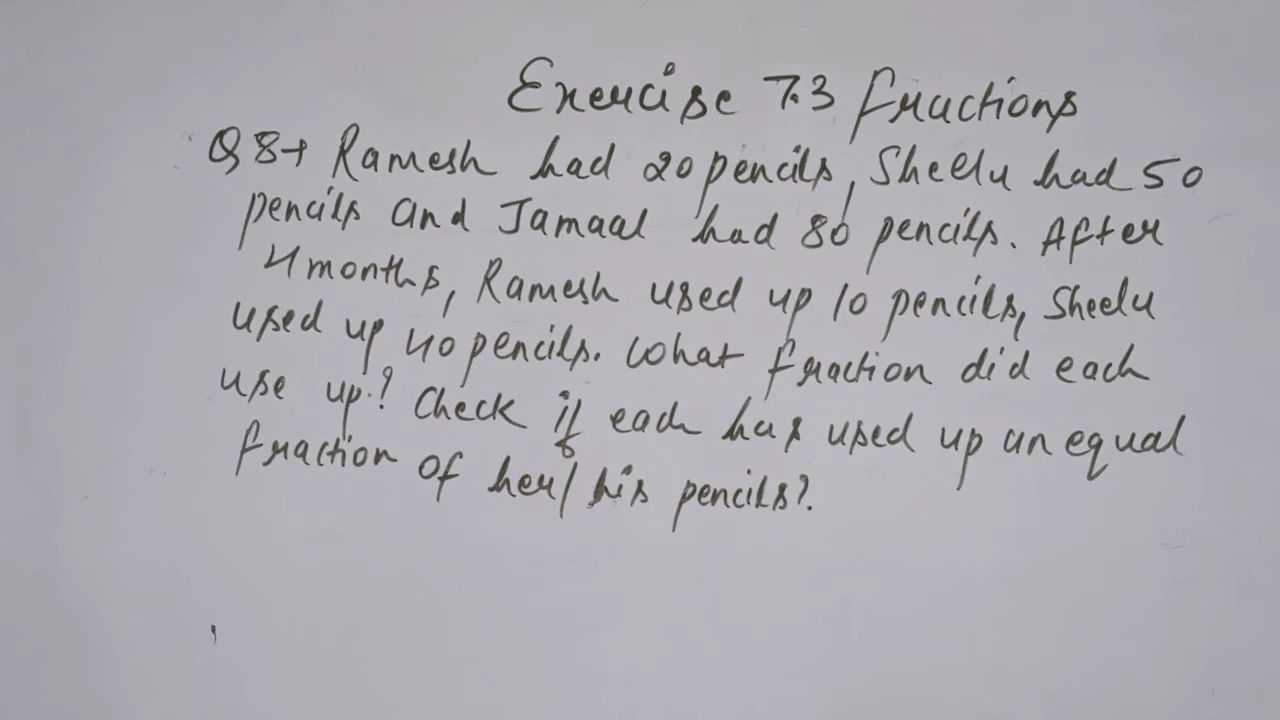 Exercise 7.3 fractions
Q 8→ Ramesh had 20 pencils, Sheelu had 50
pencils and Jamaal had 80 pencils. After
4 months, Ramesh used up 10 pencils, Sheelu
used up 40 pencils. What fraction did each
use up? Check if each has used up an equal
fraction of her/his pencils?